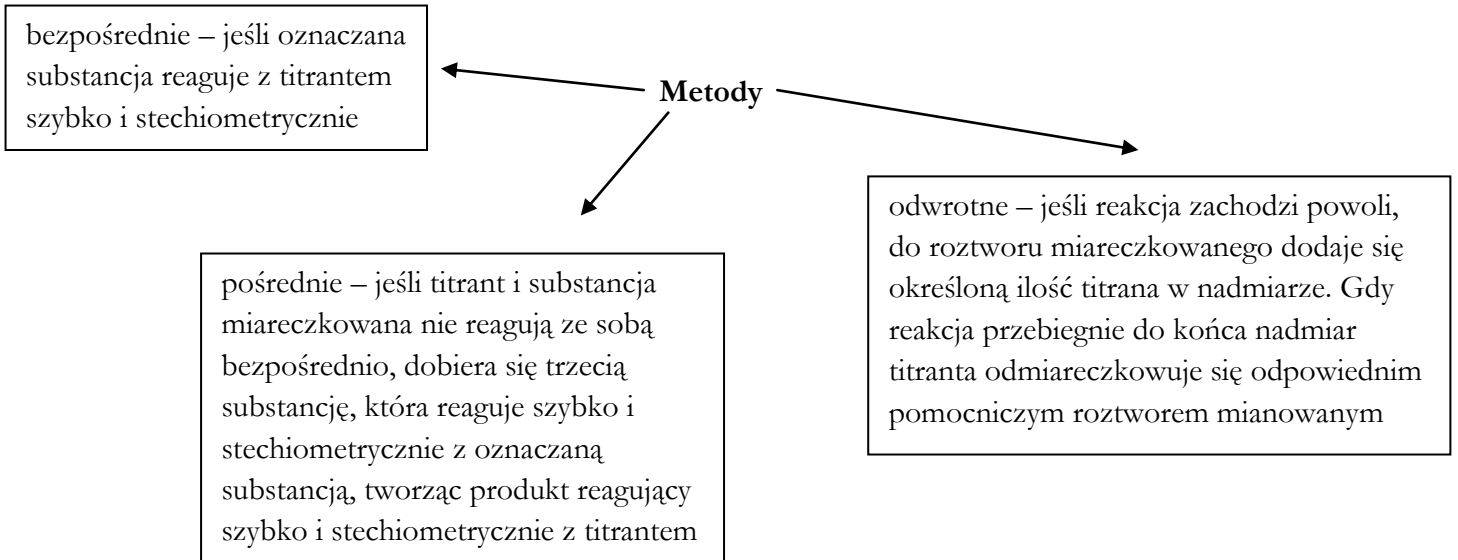 bezpośrednie – jeśli oznaczana
substancja reaguje z titrantem
szybko i stechiometrycznie
Metody
pośrednie – jeśli titrant i substancja
miareczkowana nie reagują ze sobą
bezpośrednio, dobiera się trzecią
substancję, która reaguje szybko i
stechiometrycznie z oznaczaną
substancją, tworząc produkt reagujący
szybko i stechiometrycznie z titrantem
odwrotne – jeśli reakcja zachodzi powoli,
do roztworu miareczkowanego dodaje się
określoną ilość titrana w nadmiarze. Gdy
reakcja przebiegnie do końca nadmiar
titranta odmiareczkowuje się odpowiednim
pomocniczym roztworem mianowanym